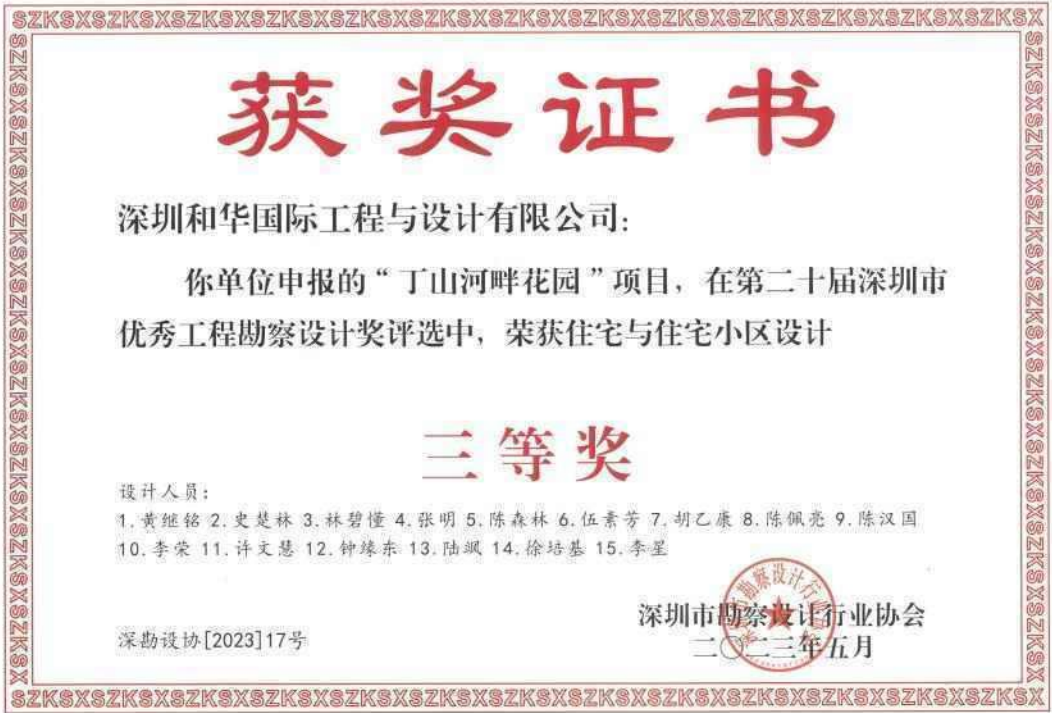 SZKSXSZKSXSZKSXSZKSXSZKSXSZKSXSZKSXSZKSXSZKSXSZKSX
获奖证书
深圳和华国际工程与设计有限公司:
你单位申报的“丁山河畔花园”项目,在第二十届深圳市
优秀工程勘察设计奖评选中,荣获住宅与住宅小区设计
三等奖
设计人员:
1.黄继铭 2.史楚林 3.林碧懂 4.张明 5.陈森林 6.伍素芳 7.胡乙康 8.陈佩亮 9.陈汉国
10.李荣 11.许文慧 12.钟缘东 13.陆飒 14.徐培基 15.李星
深圳市勘察设计行业协会
二〇二三年五月
深勘设协[2023]17号